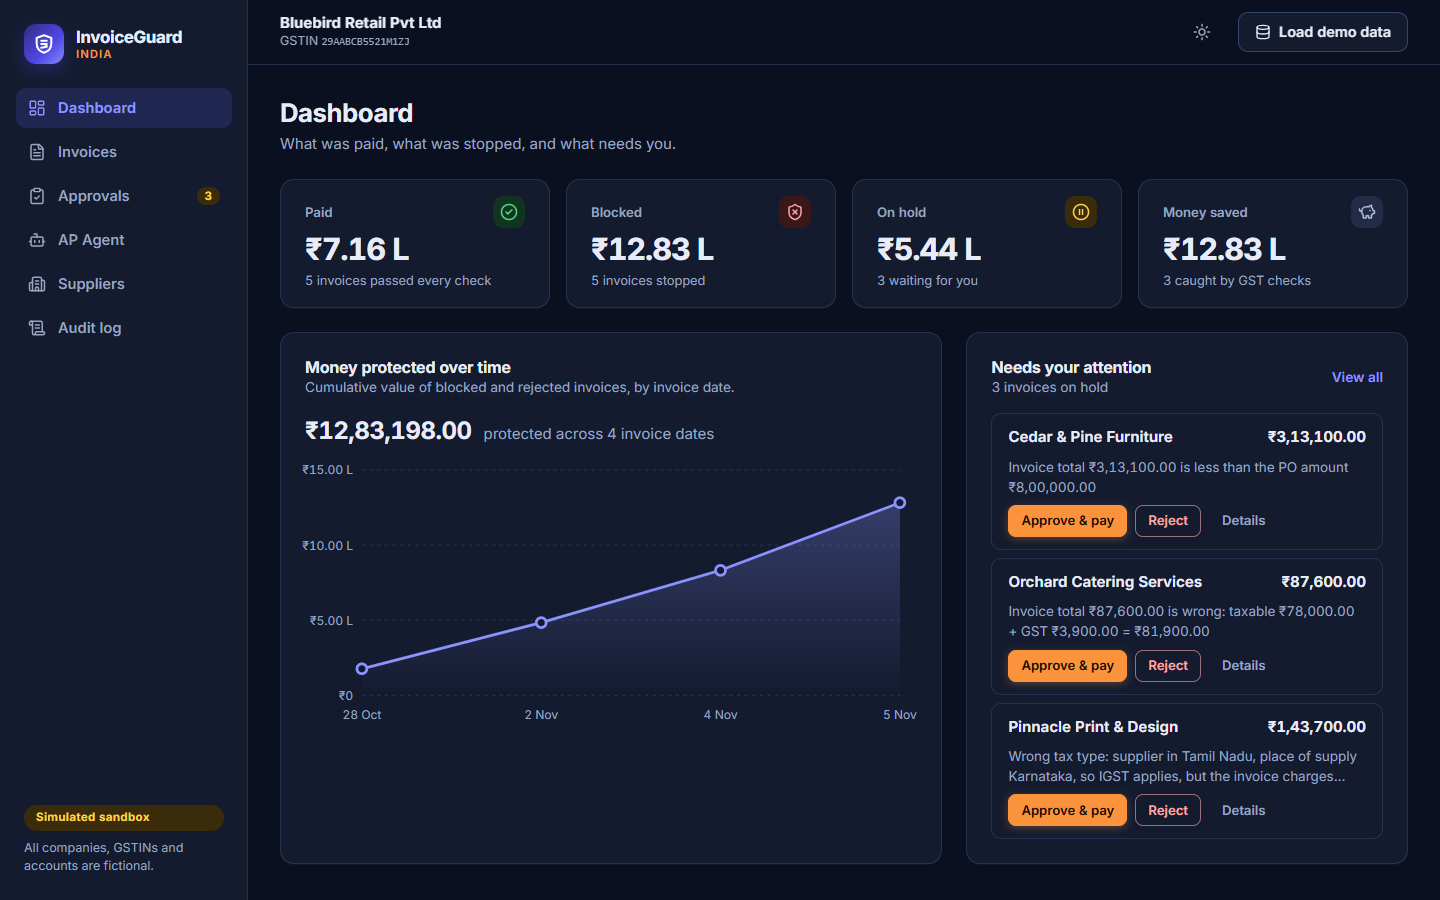 InvoiceGuard
INDIA
Dashboard
Invoices
Approvals 3
AP Agent
Suppliers
Audit log
Simulated sandbox
All companies, GSTINs and
accounts are fictional.
Bluebird Retail Pvt Ltd
GSTIN 29AABCB5521M1ZJ
Load demo data
Dashboard
What was paid, what was stopped, and what needs you.
Paid
₹7.16 L
5 invoices passed every check
Blocked
₹12.83 L
5 invoices stopped
On hold
₹5.44 L
3 waiting for you
Money saved
₹12.83 L
3 caught by GST checks
Money protected over time
Cumulative value of blocked and rejected invoices, by invoice date.
₹12,83,198.00 protected across 4 invoice dates
₹15.00 L
₹10.00 L
₹5.00 L
₹0
28 Oct 2 Nov 4 Nov 5 Nov
Needs your attention
3 invoices on hold
View all
Cedar & Pine Furniture ₹3,13,100.00
Invoice total ₹3,13,100.00 is less than the PO amount
₹8,00,000.00
Approve & pay Reject Details
Orchard Catering Services ₹87,600.00
Invoice total ₹87,600.00 is wrong: taxable ₹78,000.00
+ GST ₹3,900.00 = ₹81,900.00
Approve & pay Reject Details
Pinnacle Print & Design ₹1,43,700.00
Wrong tax type: supplier in Tamil Nadu, place of supply
Karnataka, so IGST applies, but the invoice charges...
Approve & pay Reject Details